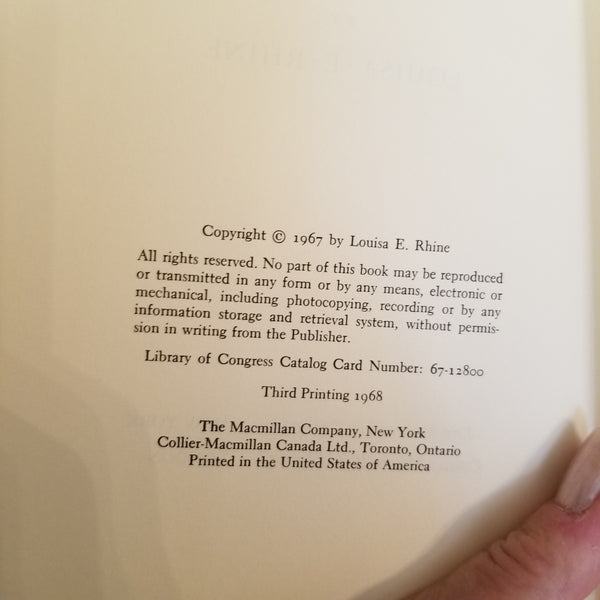 Copyright © 1967 by Louisa E. Rhine
All rights reserved. No part of this book may be reproduced
or transmitted in any form or by any means, electronic or
mechanical, including photocopying, recording or by any
information storage and retrieval system, without permis-
sion in writing from the Publisher.
Library of Congress Catalog Card Number: 67-12800
Third Printing 1968
The Macmillan Company, New York
Collier-Macmillan Canada Ltd., Toronto, Ontario
Printed in the United States of America